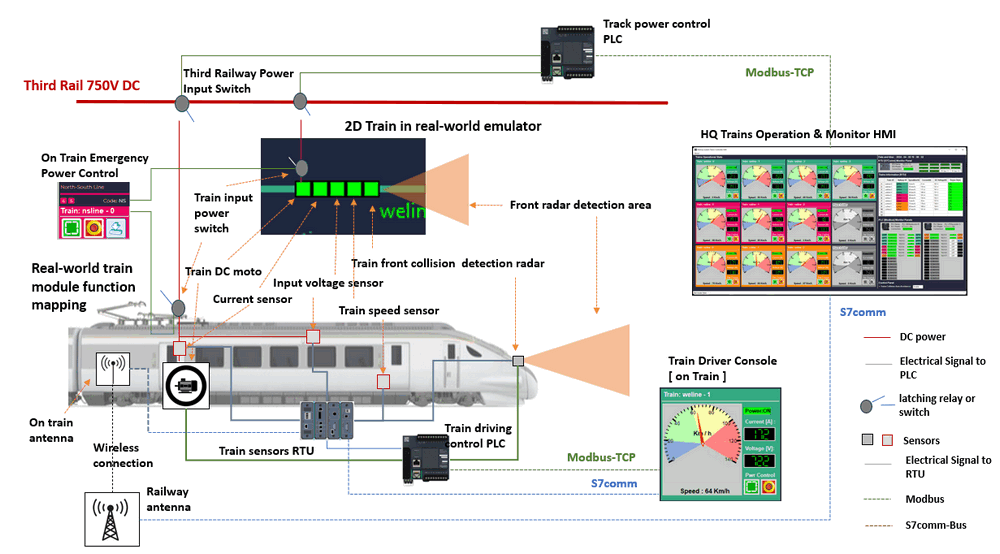 Track power control
PLC
Third Railway Power
Input Switch
Third Rail 750V DC
Modbus-TCP
2D Train in real-world emulator
HQ Trains Operation & Monitor HMI
On Train Emergency
Power Control
North-South Line
Code: NS
Train: nsline - 0
welin
Train input
power
switch
Front radar detection area
Train DC moto
Train front collision detection radar
Input voltage sensor
Current sensor
Train speed sensor
Real-world train
module function
mapping
S7comm
DC power
Electrical Signal to
PLC
latching relay or
switch
Sensors
Electrical Signal to
RTU
Modbus
S7comm-Bus
Train Driver Console
[ on Train ]
Train: weline - 1
Power:ON
Current [A] :
172
Voltage [V]:
722
Pwr Control
Km / h
60
80
Speed : 64 Km/h
On train
antenna
Wireless
connection
Train sensors RTU
Train driving
control PLC
Modbus-TCP
S7comm
Railway
antenna